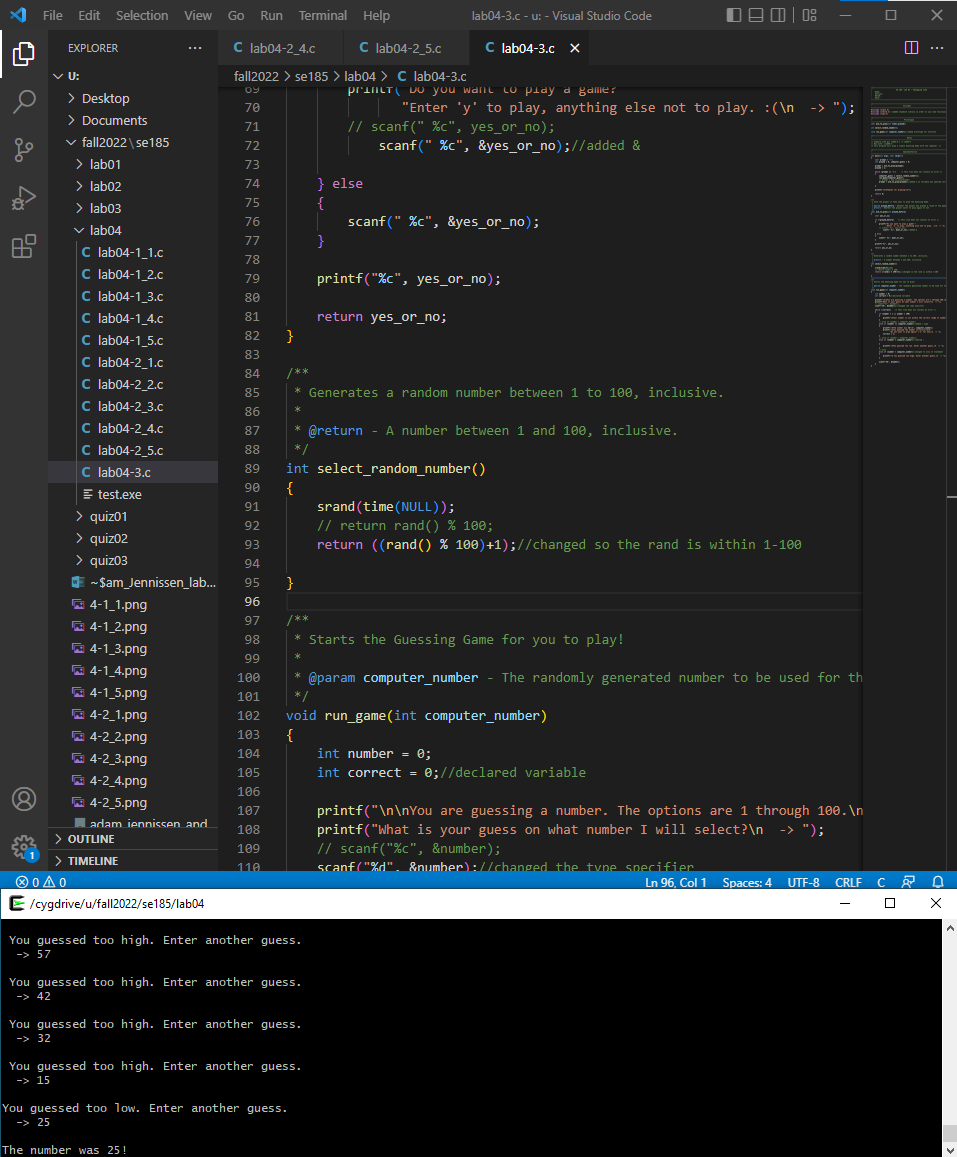 File Edit Selection View Go Run Terminal Help lab04-3.c - u: - Visual Studio Code
EXPLORER ...
lab04-2_4.c lab04-2_5.c lab04-3.c
fall2022 > se185 > lab04 > C lab04-3.c
U:
Desktop
Documents
fall2022 \ se185
lab01
lab02
lab03
lab04
C lab04-1_1.c
C lab04-1_2.c
C lab04-1_3.c
C lab04-1_4.c
C lab04-1_5.c
C lab04-2_1.c
C lab04-2_2.c
C lab04-2_3.c
C lab04-2_4.c
C lab04-2_5.c
C lab04-3.c
test.exe
quiz01
quiz02
quiz03
~$am_Jennissen_lab...
4-1_1.png
4-1_2.png
4-1_3.png
4-1_4.png
4-1_5.png
4-2_1.png
4-2_2.png
4-2_3.png
4-2_4.png
4-2_5.png
adam_jennissen_and
OUTLINE
TIMELINE
69 printf("Do you want to play a game?
70 "Enter 'y' to play, anything else not to play. :(\n -> ");
71 // scanf(" %c", yes_or_no);
72 scanf(" %c", &yes_or_no);//added &
73
74 } else
75 {
76 scanf(" %c", &yes_or_no);
77 }
78
79 printf("%c", yes_or_no);
80
81 return yes_or_no;
82 }
83
84 /**
85 * Generates a random number between 1 to 100, inclusive.
86 *
87 * @return - A number between 1 and 100, inclusive.
88 */
89 int select_random_number()
90 {
91 srand(time(NULL));
92 // return rand() % 100;
93 return ((rand() % 100)+1);//changed so the rand is within 1-100
94
95 }
96
97 /**
98 * Starts the Guessing Game for you to play!
99 *
100 * @param computer_number - The randomly generated number to be used for th
101 */
102 void run_game(int computer_number)
103 {
104 int number = 0;
105 int correct = 0;//declared variable
106
107 printf("\n\nYou are guessing a number. The options are 1 through 100.\n
108 printf("What is your guess on what number I will select?\n -> ");
109 // scanf("%c", &number);
110 scanf("%d", &number);//changed the type specifier
0 0 Ln 96, Col 1 Spaces: 4 UTF-8 CRLF C
1
/cygdrive/u/fall2022/se185/lab04
You guessed too high. Enter another guess.
-> 57
You guessed too high. Enter another guess.
-> 42
You guessed too high. Enter another guess.
-> 32
You guessed too high. Enter another guess.
-> 15
You guessed too low. Enter another guess.
-> 25
The number was 25!